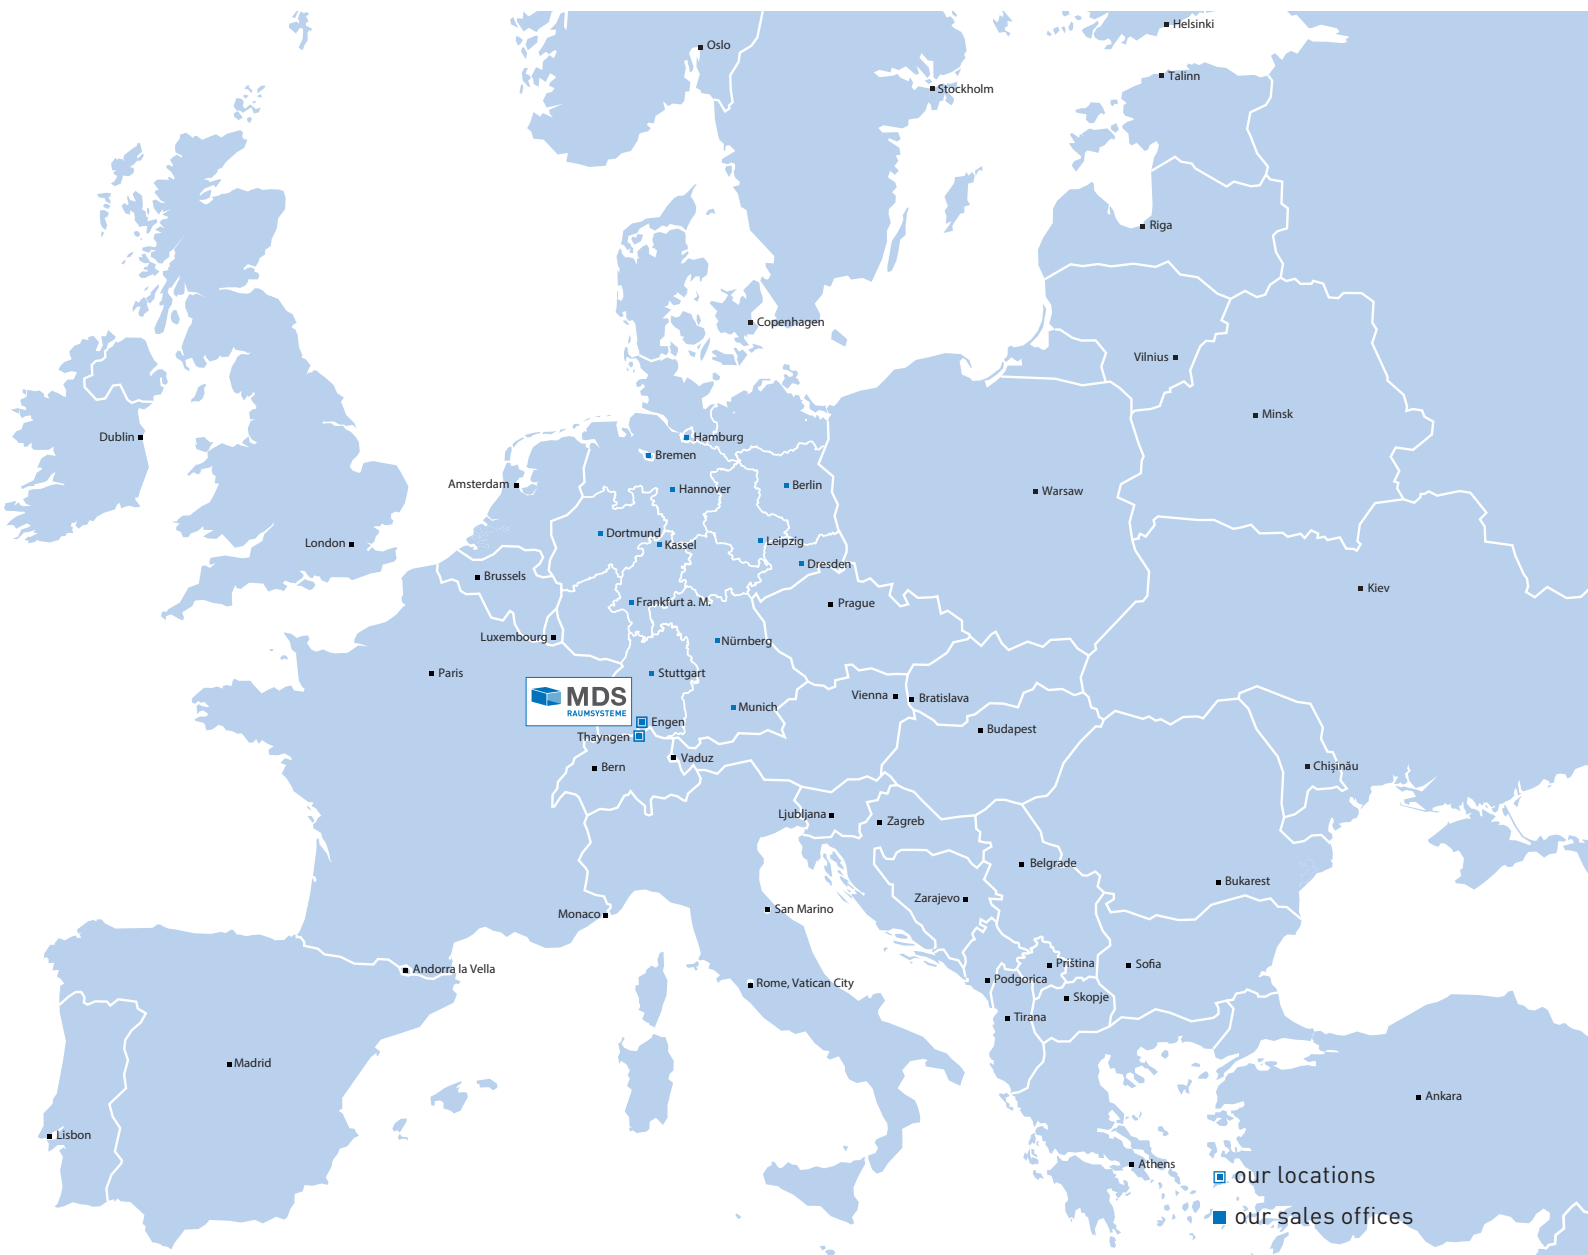 Helsinki
Oslo
Talinn
Stockholm
Riga
Copenhagen
Vilnius
Minsk
Dublin
Hamburg
Bremen
Amsterdam
Hannover
Berlin
Warsaw
London
Dortmund
Kassel
Leipzig
Dresden
Brussels
Kiev
Frankfurt a. M.
Prague
Luxembourg
Nürnberg
Paris
Stuttgart
MDS
RAUMSYSTEME
Vienna
Bratislava
Munich
Engen
Budapest
Thayngen
Vaduz
Bern
Chişinău
Ljubljana
Zagreb
Belgrade
Bukarest
Zarajevo
San Marino
Monaco
Andorra la Vella
Priština
Sofia
Podgorica
Rome, Vatican City
Skopje
Tirana
Madrid
Ankara
Lisbon
Athens
our locations
our sales offices